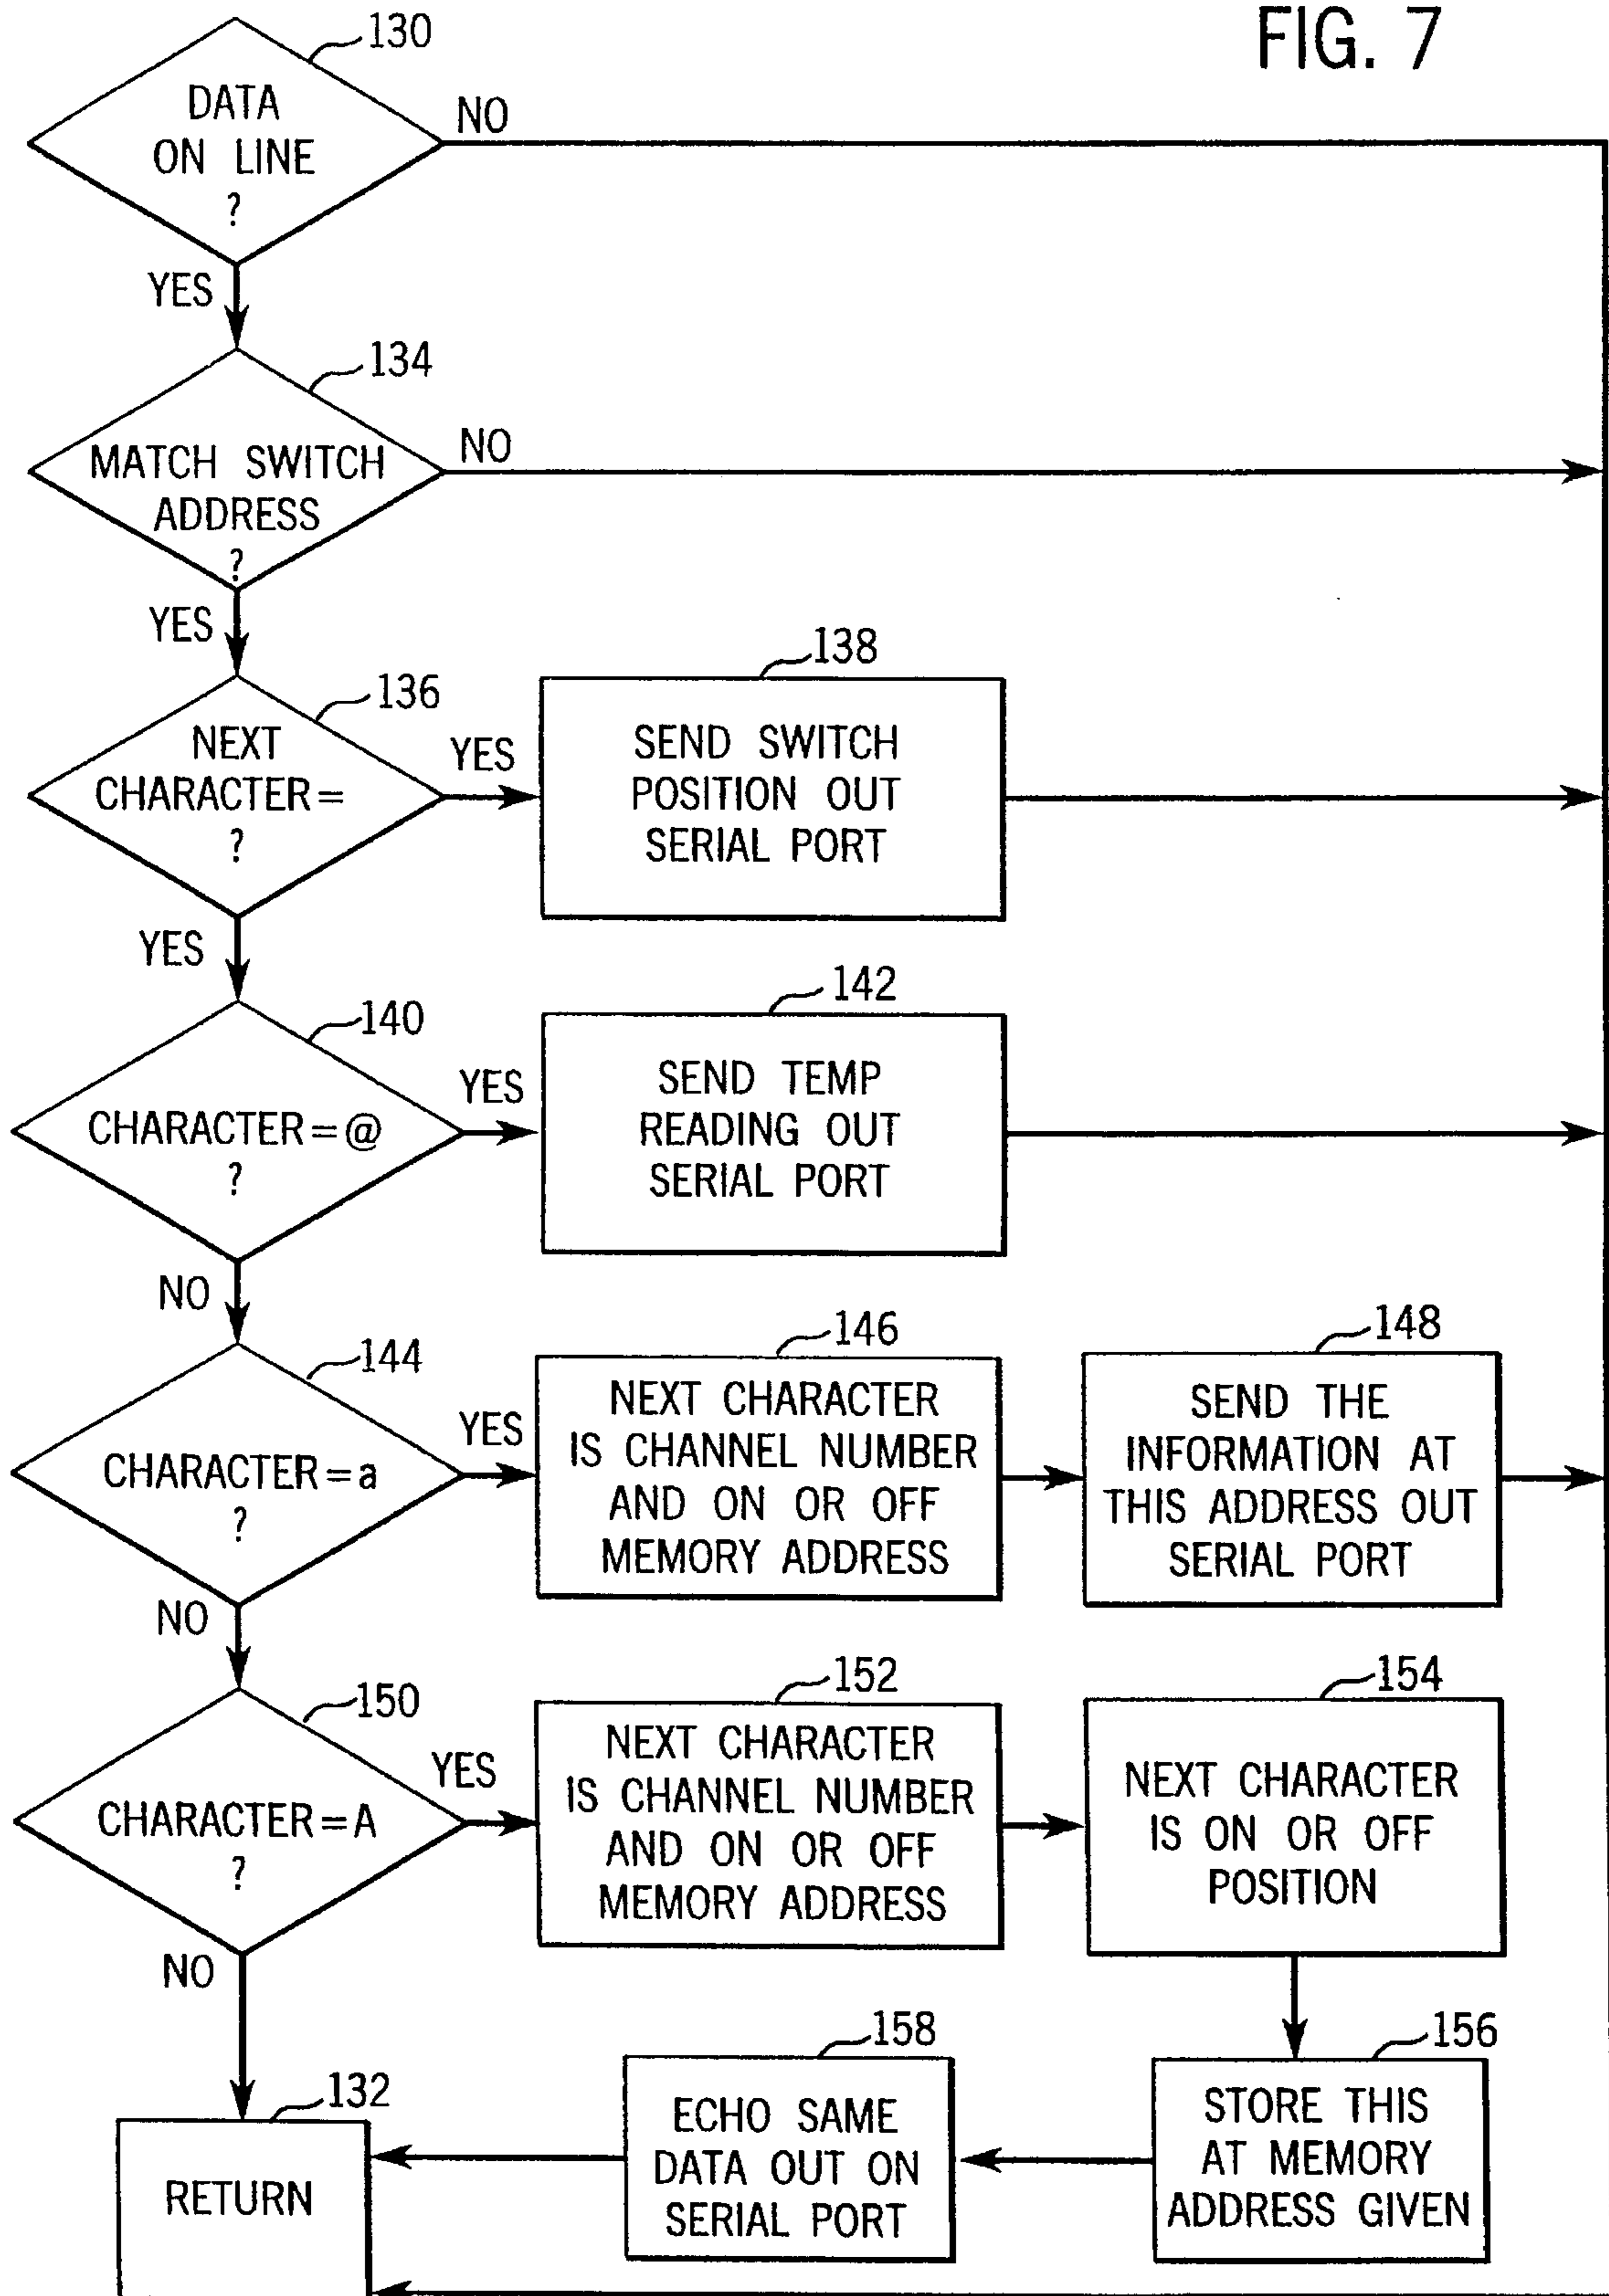 FIG. 7
130
DATA
ON LINE
?
NO
YES
134
MATCH SWITCH
ADDRESS
?
NO
YES
136
NEXT
CHARACTER=
?
YES
138
SEND SWITCH
POSITION OUT
SERIAL PORT
YES
140
CHARACTER=@
?
YES
142
SEND TEMP
READING OUT
SERIAL PORT
NO
144
CHARACTER=a
?
YES
146
NEXT CHARACTER
IS CHANNEL NUMBER
AND ON OR OFF
MEMORY ADDRESS
148
SEND THE
INFORMATION AT
THIS ADDRESS OUT
SERIAL PORT
NO
150
CHARACTER=A
?
YES
152
NEXT CHARACTER
IS CHANNEL NUMBER
AND ON OR OFF
MEMORY ADDRESS
154
NEXT CHARACTER
IS ON OR OFF
POSITION
NO
156
STORE THIS
AT MEMORY
ADDRESS GIVEN
158
ECHO SAME
DATA OUT ON
SERIAL PORT
132
RETURN